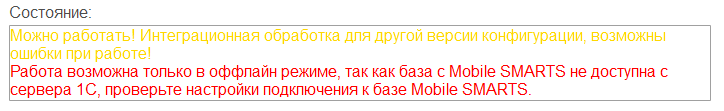 Состояние:
Можно работать! Интеграционная обработка для другой версии конфигурации, возможны
ошибки при работе!
Работа возможна только в оффлайн режиме, так как база с Mobile SMARTS не доступна с
сервера 1С, проверьте настройки подключения к базе Mobile SMARTS.